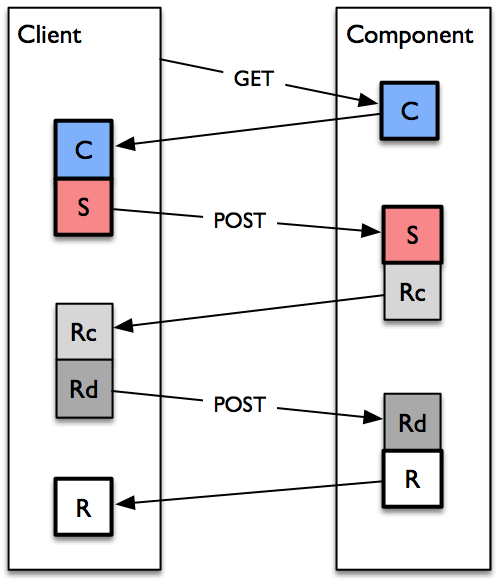 Client
Component
GET
C
C
S
POST
S
Rc
Rc
Rd
POST
Rd
R
R